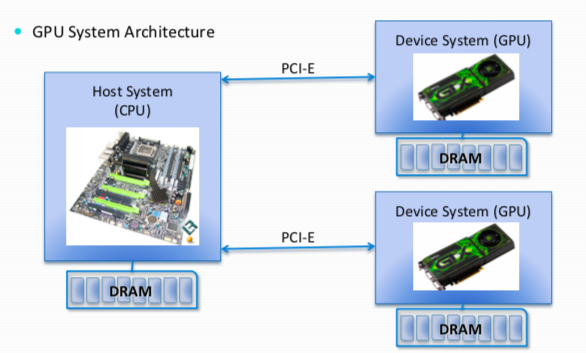 GPU System Architecture
Host System
(CPU)
DRAM
PCI-E
Device System (GPU)
DRAM
PCI-E
Device System (GPU)
DRAM